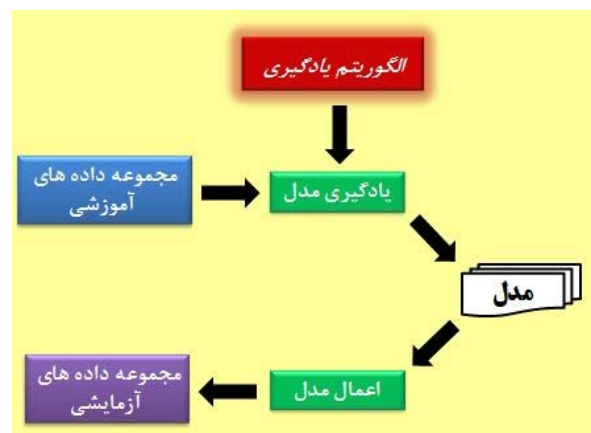 الگوریتم یادگیری
مجموعه داده های
آموزشی
یادگیری مدل
مدل
مجموعه داده های
آزمایشی
اعمال مدل